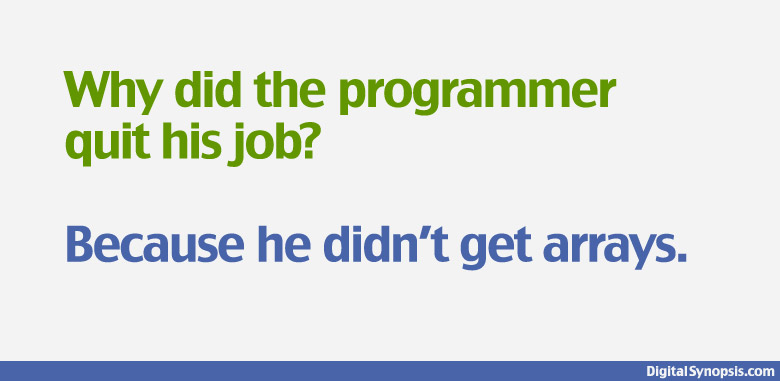 Why did the programmer
quit his job?
Because he didn’t get arrays.
DigitalSynopsis.com